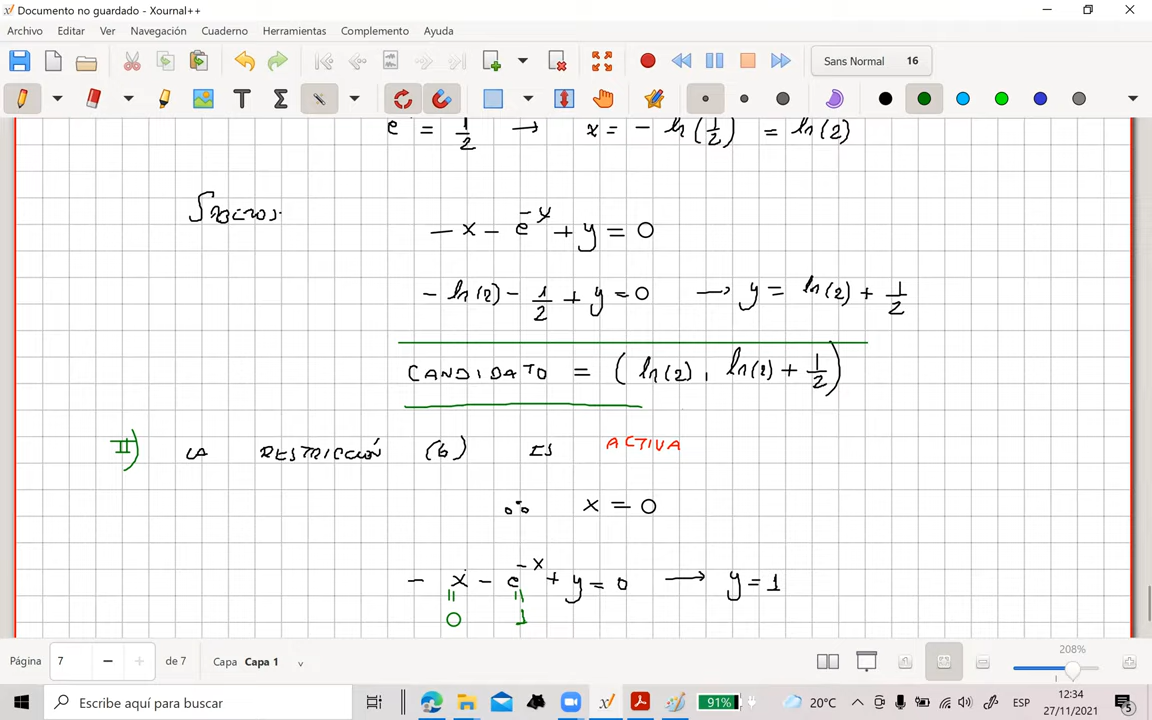 Documento no guardado - Xournal++
Archivo Editar Ver Navegación Cuaderno Herramientas Complemento Ayuda
Sans Normal 16
e = 1/2 → x = - ln(1/2) = ln(2)
- x - e^-x + y = 0
- ln(2) - 1/2 + y = 0 → y = ln(2) + 1/2
CANDIDATO = (ln(2), ln(2) + 1/2)
II) LA RESTRICCIÓN (6) ES ACTIVA
∴ x = 0
- x - e^-x + y = 0 → y = 1
= =
0 1
Página 7 de 7 Capa Capa 1 208%
Escribe aquí para buscar 91% 20°C ESP 12:34
27/11/2021 5